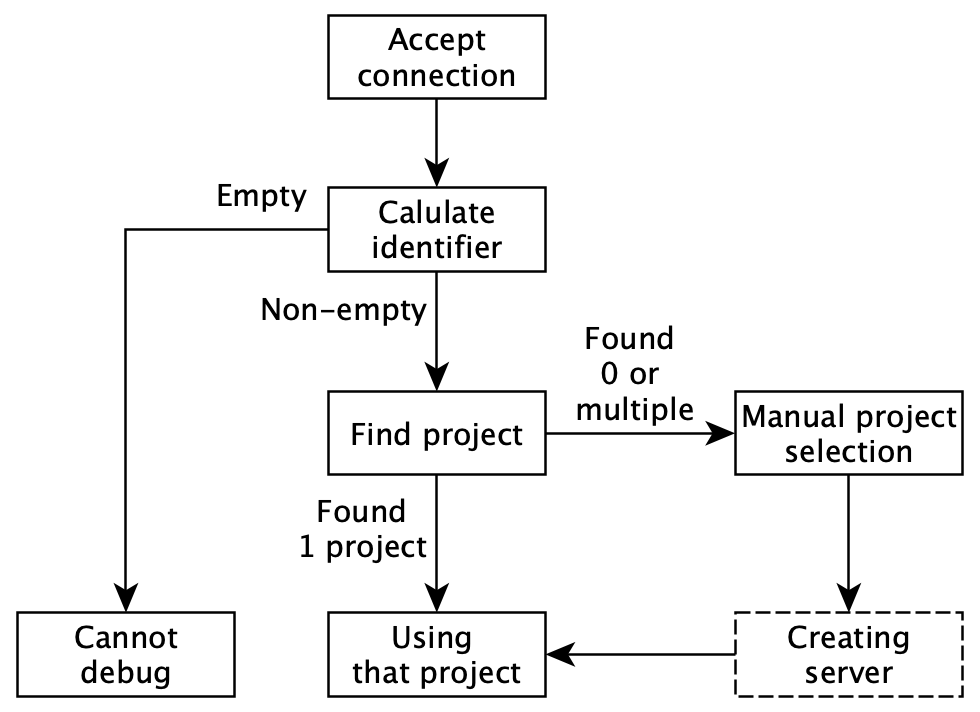 Accept
connection
Empty
Calulate
identifier
Non-empty
Found
0 or
multiple
Find project
Manual project
selection
Found
1 project
Cannot
debug
Using
that project
Creating
server